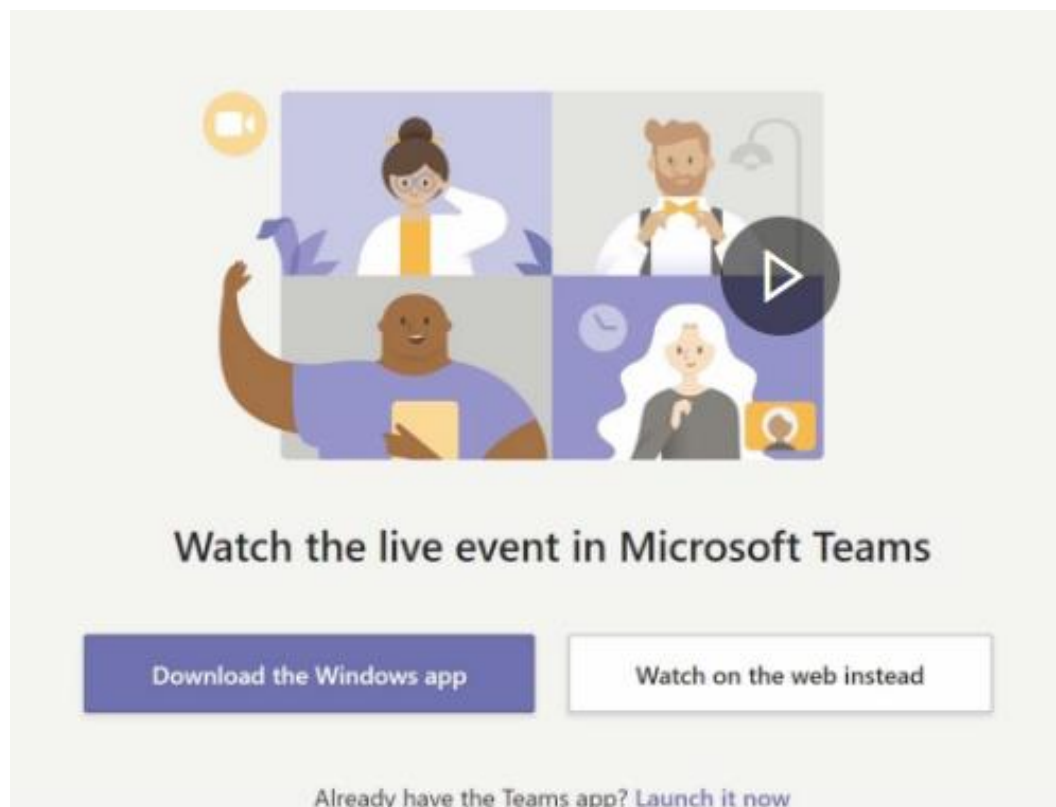 Watch the live event in Microsoft Teams
Download the Windows app
Watch on the web instead
Already have the Teams app? Launch it now